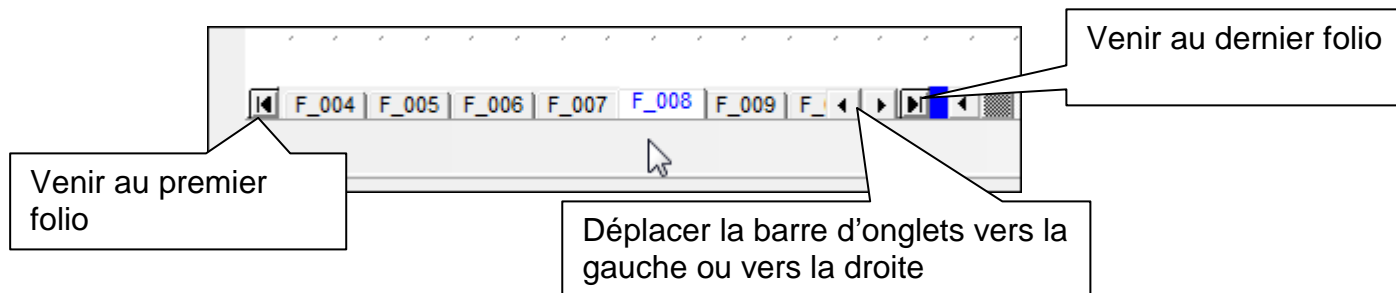 Venir au dernier folio
F_004 F_005 F_006 F_007 F_008 F_009 F_
Venir au premier
folio
Déplacer la barre d’onglets vers la
gauche ou vers la droite